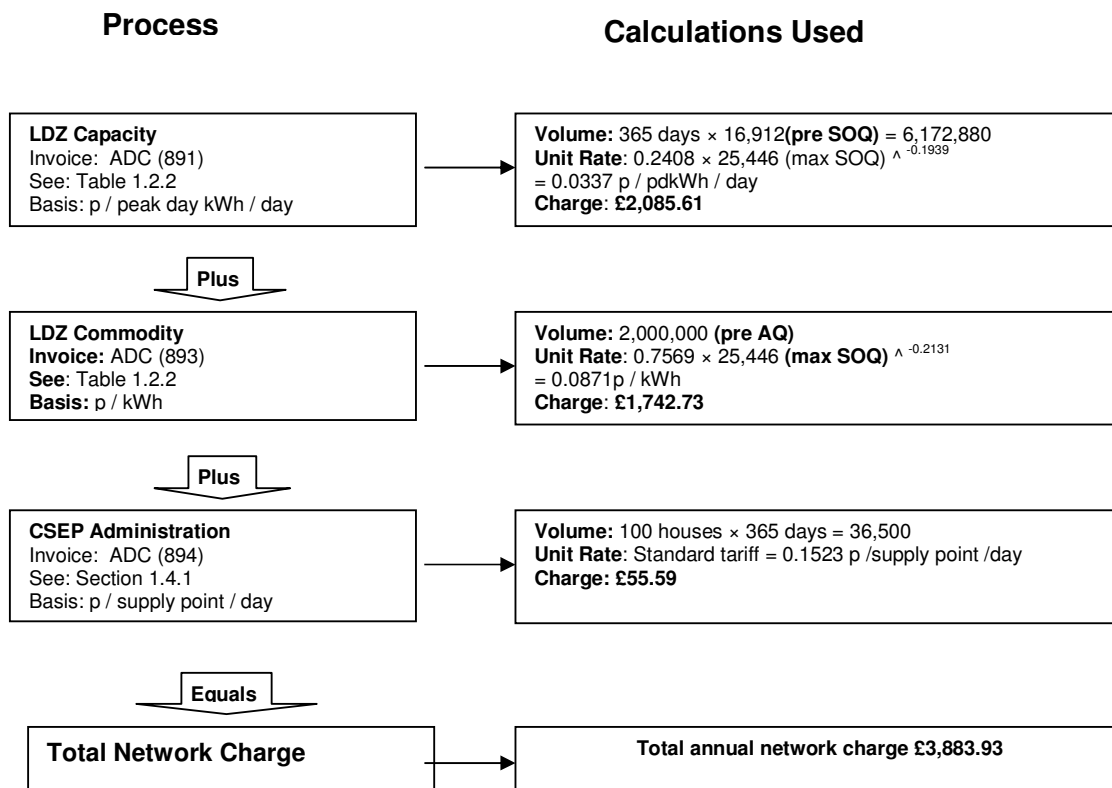 Process
Calculations Used
LDZ Capacity
Invoice: ADC (891)
See: Table 1.2.2
Basis: p / peak day kWh / day
Volume: 365 days × 16,912(pre SOQ) = 6,172,880
Unit Rate: 0.2408 × 25,446 (max SOQ) ^ -0.1939
= 0.0337 p / pdkWh / day
Charge: £2,085.61
Plus
LDZ Commodity
Invoice: ADC (893)
See: Table 1.2.2
Basis: p / kWh
Volume: 2,000,000 (pre AQ)
Unit Rate: 0.7569 × 25,446 (max SOQ) ^ -0.2131
= 0.0871p / kWh
Charge: £1,742.73
Plus
CSEP Administration
Invoice: ADC (894)
See: Section 1.4.1
Basis: p / supply point / day
Volume: 100 houses × 365 days = 36,500
Unit Rate: Standard tariff = 0.1523 p /supply point /day
Charge: £55.59
Equals
Total Network Charge
Total annual network charge £3,883.93